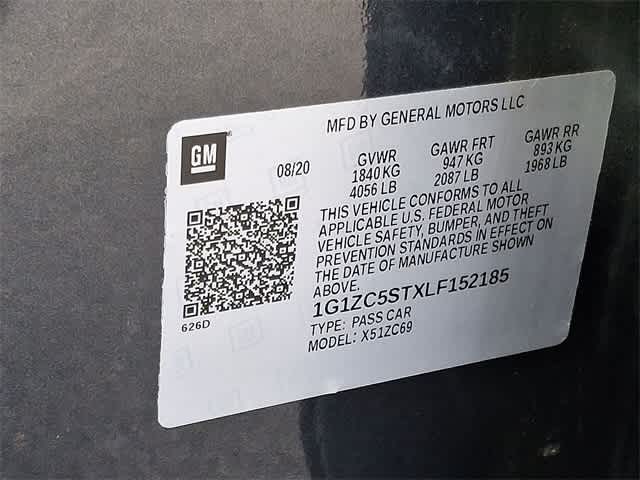 MFD BY GENERAL MOTORS LLC
GM
08/20
GVWR
1840 KG
4056 LB
GAWR FRT
947 KG
2087 LB
GAWR RR
893 KG
1968 LB
THIS VEHICLE CONFORMS TO ALL
APPLICABLE U.S. FEDERAL MOTOR
VEHICLE SAFETY, BUMPER, AND THEFT
PREVENTION STANDARDS IN EFFECT ON
THE DATE OF MANUFACTURE SHOWN
ABOVE.
1G1ZC5STXLF152185
TYPE: PASS CAR
MODEL: X51ZC69
626D